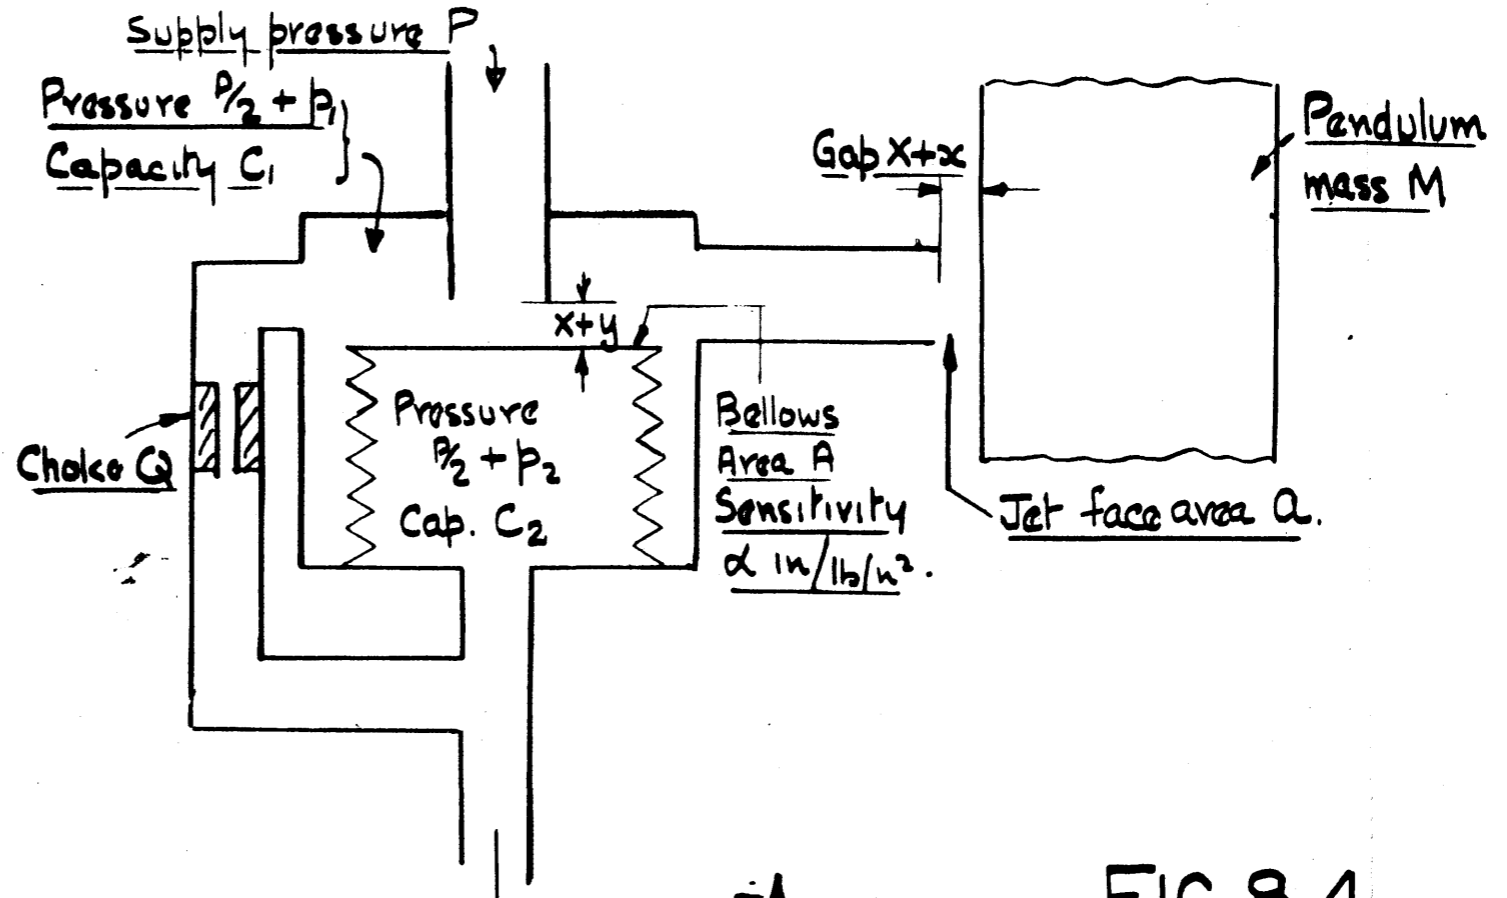 Supply pressure P
Pressure P/2 + p₁
Capacity C₁
Gap X+x
Pendulum
mass M
x+y
Pressure
P/2 + p₂
Cap. C₂
Choke Q
Bellows
Area A
Sensitivity
α in/lb/in².
Jet face area a.
FIG 8.4